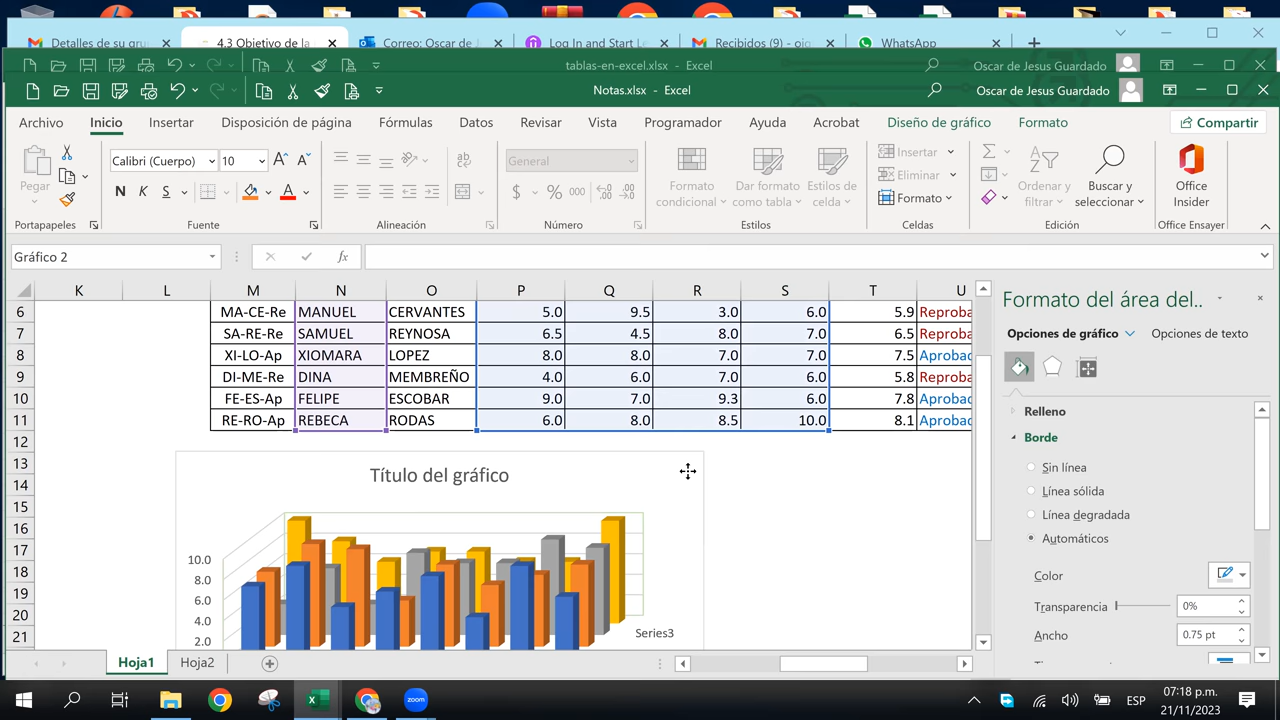 Detalles de su gru
4.3 Objetivo de la
Correo: Oscar de J
Log In and Start Le
Recibidos (9) - ojg
WhatsApp
tablas-en-excel.xlsx - Excel
Oscar de Jesus Guardado
Notas.xlsx - Excel
Oscar de Jesus Guardado
Archivo Inicio Insertar Disposición de página Fórmulas Datos Revisar Vista Programador Ayuda Acrobat Diseño de gráfico Formato
Compartir
Calibri (Cuerpo) 10
General
Pegar
N K S
$ % 000
Formato condicional
Dar formato como tabla
Estilos de celda
Insertar
Eliminar
Formato
Ordenar y filtrar
Buscar y seleccionar
Office Insider
Portapapeles Fuente Alineación Número Estilos Celdas Edición Office Ensayer
Gráfico 2
fx
K L M N O P Q R S T U
6 MA-CE-Re MANUEL CERVANTES 5.0 9.5 3.0 6.0 5.9 Reproba
7 SA-RE-Re SAMUEL REYNOSA 6.5 4.5 8.0 7.0 6.5 Reproba
8 XI-LO-Ap XIOMARA LOPEZ 8.0 8.0 7.0 7.0 7.5 Aprobac
9 DI-ME-Re DINA MEMBREÑO 4.0 6.0 7.0 6.0 5.8 Reproba
10 FE-ES-Ap FELIPE ESCOBAR 9.0 7.0 9.3 6.0 7.8 Aprobac
11 RE-RO-Ap REBECA RODAS 6.0 8.0 8.5 10.0 8.1 Aprobac
12
13
14
15
16
17
18
19
20
21
Título del gráfico
10.0
8.0
6.0
4.0
2.0
Series3
Formato del área del..
Opciones de gráfico
Opciones de texto
Relleno
Borde
Sin línea
Línea sólida
Línea degradada
Automáticos
Color
Transparencia 0%
Ancho 0.75 pt
Hoja1 Hoja2
zoom
ESP
07:18 p.m.
21/11/2023